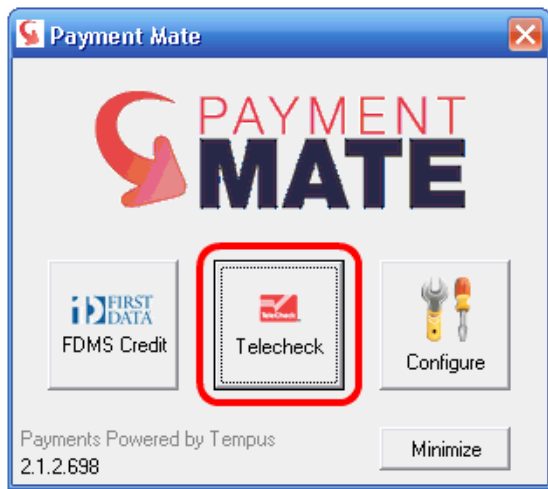 Payment Mate
PAYMENT
MATE
FIRST
DATA
FDMS Credit
TeleCheck
Telecheck
Configure
Payments Powered by Tempus
2.1.2.698
Minimize